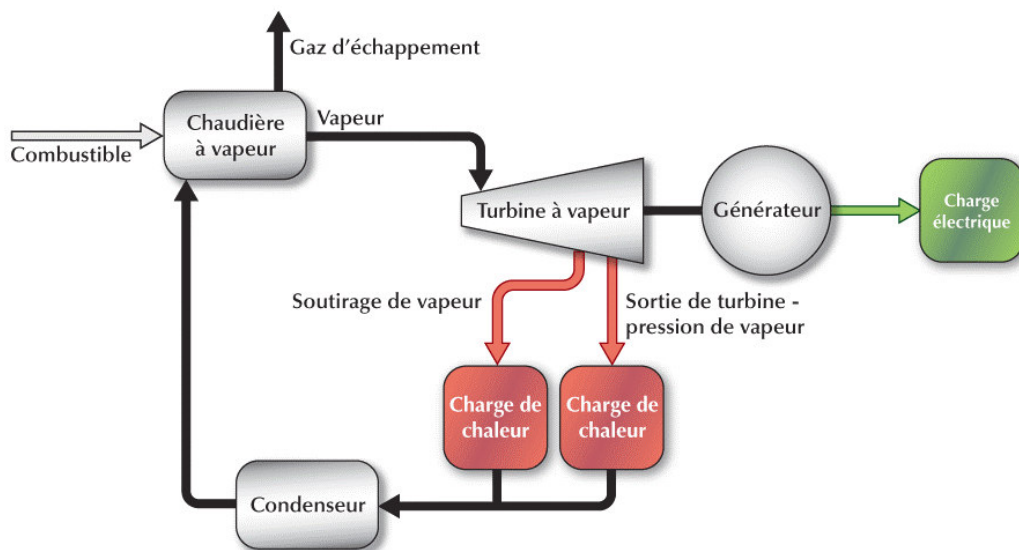 Gaz d'échappement
Chaudière
à vapeur
Vapeur
Combustible
Turbine à vapeur
Générateur
Charge
électrique
Soutirage de vapeur
Sortie de turbine -
pression de vapeur
Charge de
chaleur
Charge de
chaleur
Condenseur